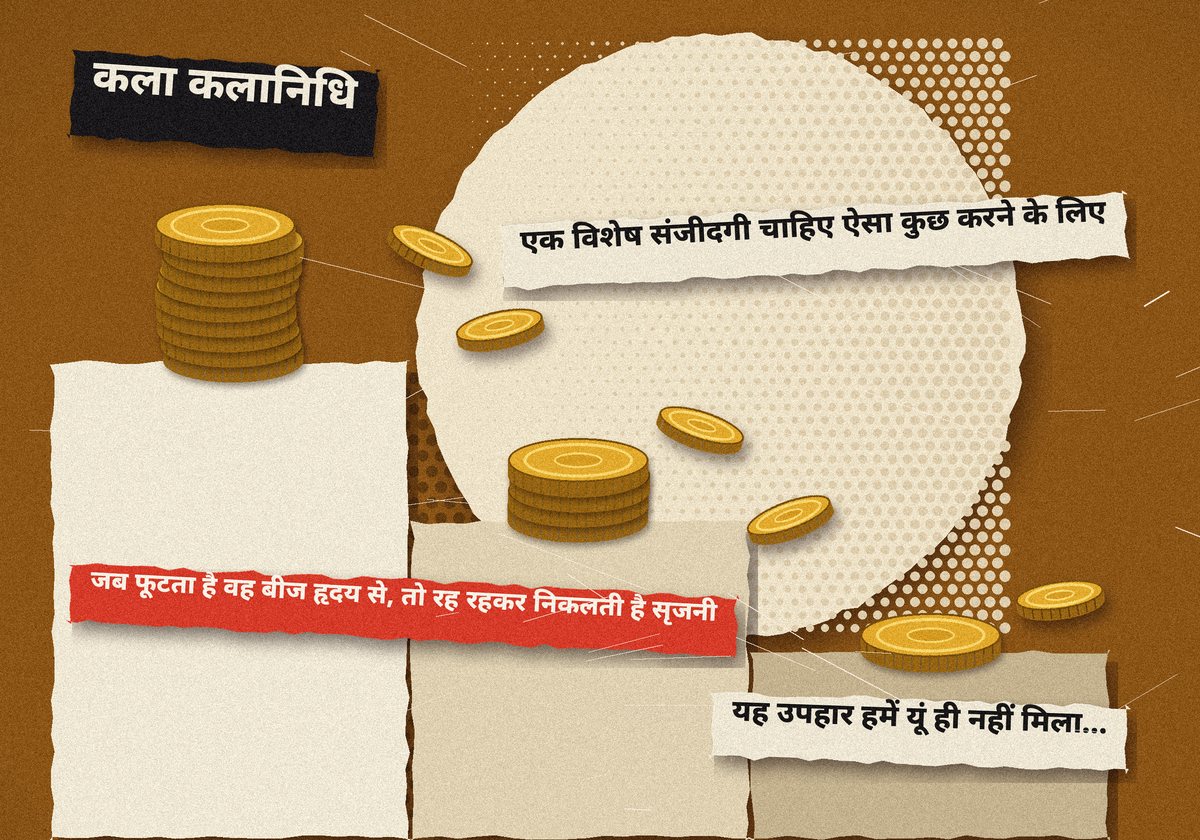 कला कलानिधि
एक विशेष संजीदगी चाहिए ऐसा कुछ करने के लिए
जब फूटता है वह बीज हृदय से, तो रह रहकर निकलती है सृजनी
यह उपहार हमें यूं ही नहीं मिला...